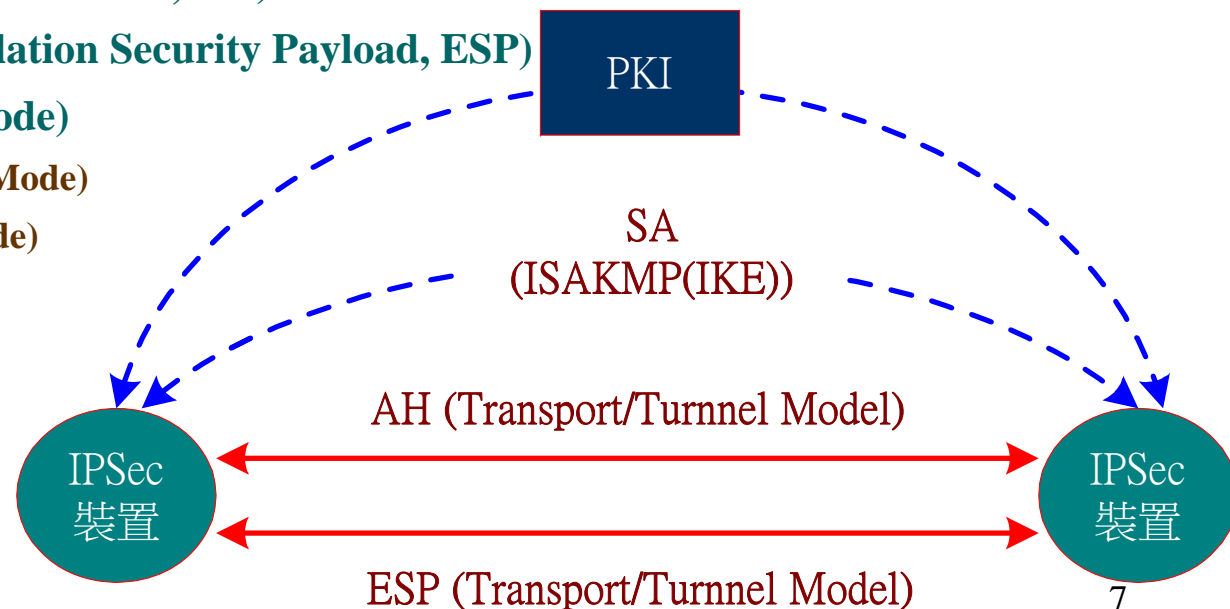 lation Security Payload, ESP)
ode)
Mode)
de)
PKI
SA
(ISAKMP(IKE))
AH (Transport/Turnnel Model)
IPSec
裝置
IPSec
裝置
ESP (Transport/Turnnel Model)
7